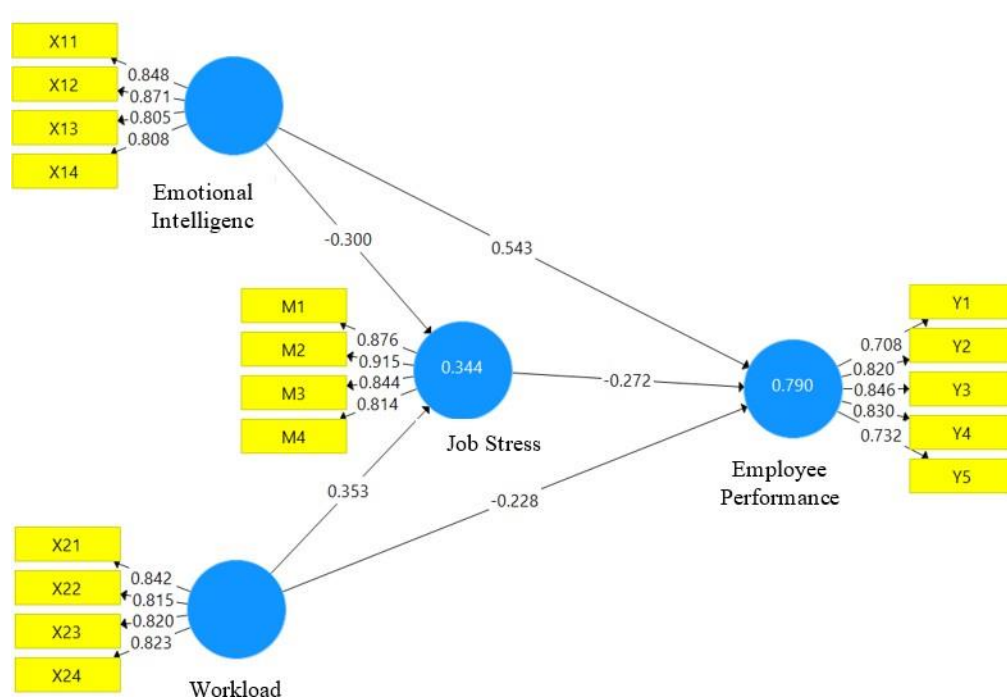 X11
X12
X13
X14
0.848
0.871
0.805
0.808
Emotional
Intelligenc
-0.300
0.543
M1
M2
M3
M4
0.876
0.915
0.844
0.814
0.344
Job Stress
-0.272
0.790
Employee
Performance
0.708
0.820
0.846
0.830
0.732
Y1
Y2
Y3
Y4
Y5
0.353
-0.228
X21
X22
X23
X24
0.842
0.815
0.820
0.823
Workload